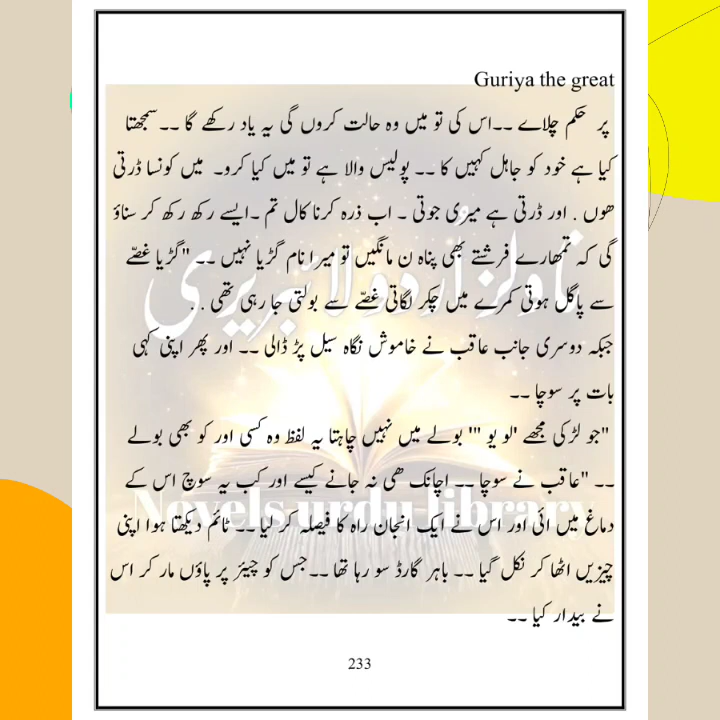 Guriya the great
پر حکم چلاے ۔۔اس کی تو میں وہ حالت کروں گی یہ یاد رکھے گا ۔۔سمجھتا
کیا ہے خود کو جاہل کہیں کا ۔۔ پولیس والا ہے تو میں کیا کرو۔ میں کونسا ڈرتی
ھوں . اور ڈرتی ہے میری جوتی ۔ اب ذرہ کرنا کال تم ۔ایسے رکھ رکھ کر سناؤ
گی کہ تمھارے فرشتے بھی پناہ ن مانگیں تو میرا نام گڑیا نہیں ۔۔ "گڑیا غصّے
سے پاگل ہوتی کمرے میں چکر لگاتی غصّے سے بولتی جا رہی تھی . .
جبکہ دوسری جانب عاقب نے خاموش نگاہ سیل پڑ ڈالی ۔۔ اور پھر اپنی کہی
بات پر سوچا ۔۔
"جو لڑکی مجھے 'لو یو "' بولے میں نہیں چاہتا یہ لفظ وہ کسی اور کو بھی بولے
۔۔ "عاقب نے سوچا ۔۔ اچانک ھی نہ جانے کیسے اور کب یہ سوچ اس کے
دماغ میں ائی اور اس نے ایک انجان راہ کا فیصلہ کر لیا ۔۔ ٹائم دیکھتا ہوا اپنی
چیزیں اٹھا کر نکل گیا ۔۔ باہر گارڈ سو رہا تھا ۔۔جس کو چیئر پر پاؤں مار کر اس
نے بیدار کیا ۔۔
ناولز اُردو لائبریری
Novels urdu library
233